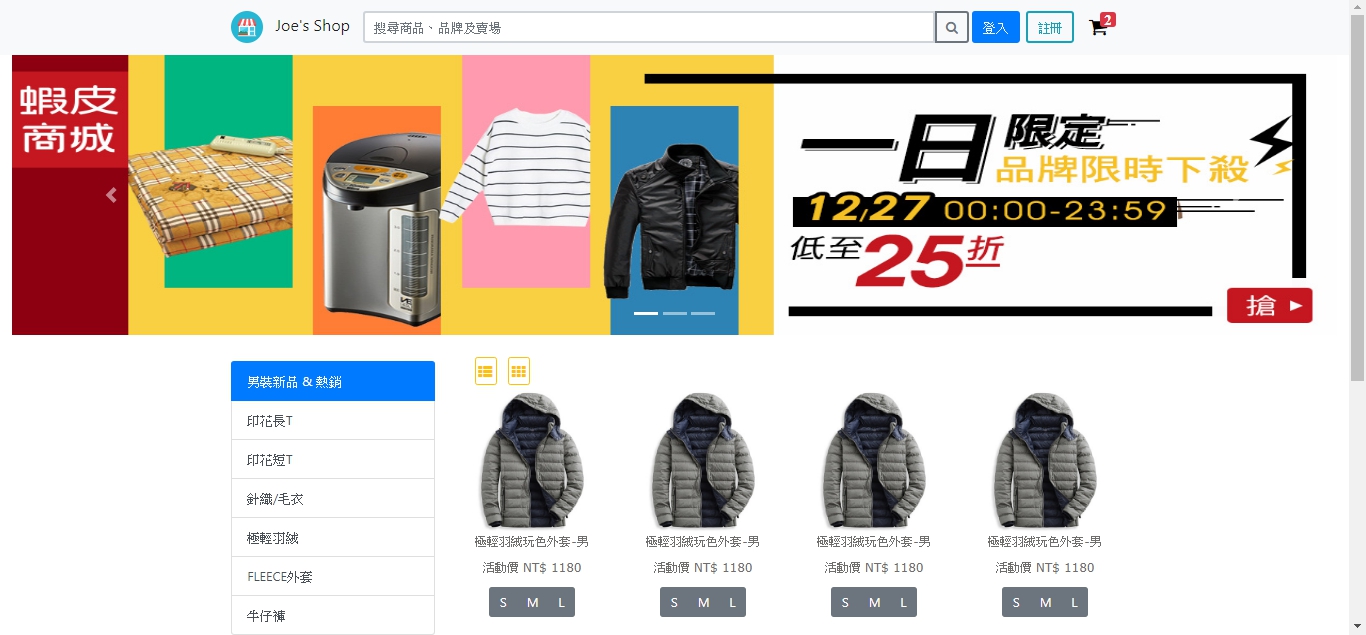 Joe's Shop
搜尋商品、品牌及賣場
登入
註冊
2
蝦皮
商城
一日限定
品牌限時下殺
12/27 00:00-23:59
低至25折
搶
男裝新品 & 熱銷
印花長T
印花短T
針織/毛衣
極輕羽絨
FLEECE外套
牛仔褲
極輕羽絨玩色外套-男
活動價 NT$ 1180
S M L
極輕羽絨玩色外套-男
活動價 NT$ 1180
S M L
極輕羽絨玩色外套-男
活動價 NT$ 1180
S M L
極輕羽絨玩色外套-男
活動價 NT$ 1180
S M L